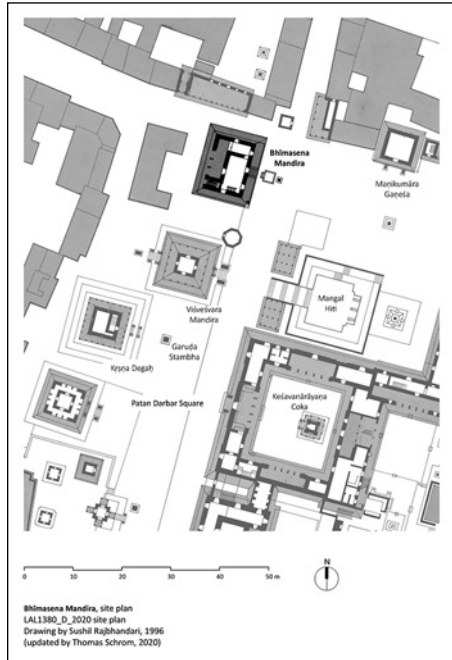 Bhīmasena
Mandira
Maṇikumāra
Gaṇeśa
Viśveśvara
Mandira
Mangal
Hiti
Garuḍa
Stambha
Kṛṣṇa Degaḥ
Keśavanārāyaṇa
Coka
Patan Darbar Square
0 10 20 30 40 50 m
N
Bhīmasena Mandira, site plan
LAL1380_D_2020 site plan
Drawing by Sushil Rajbhandari, 1996
(updated by Thomas Schrom, 2020)